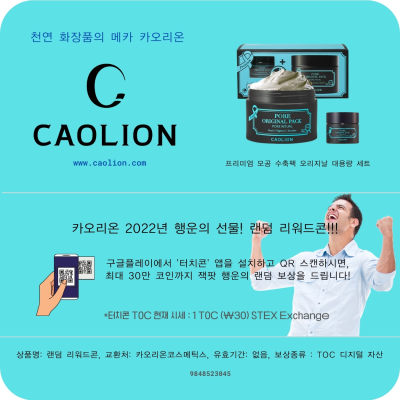 천연 화장품의 메카 카오리온
CAOLION
www.caolion.com
PORE
ORIGINAL PACK
CAOLION
프리미엄 모공 수축팩 오리지날 대용량 세트
카오리온 2022년 행운의 선물! 랜덤 리워드콘!!!
구글플레이에서 '터치콘' 앱을 설치하고 QR 스캔하시면,
최대 30만 코인까지 잭팟 행운의 랜덤 보상을 드립니다!
*터치콘 TOC 현재 시세 : 1 TOC (₩30) STEX Exchange
상품명: 랜덤 리워드콘, 교환처: 카오리온코스메틱스, 유효기간: 없음, 보상종류 : TOC 디지털 자산
9848523045